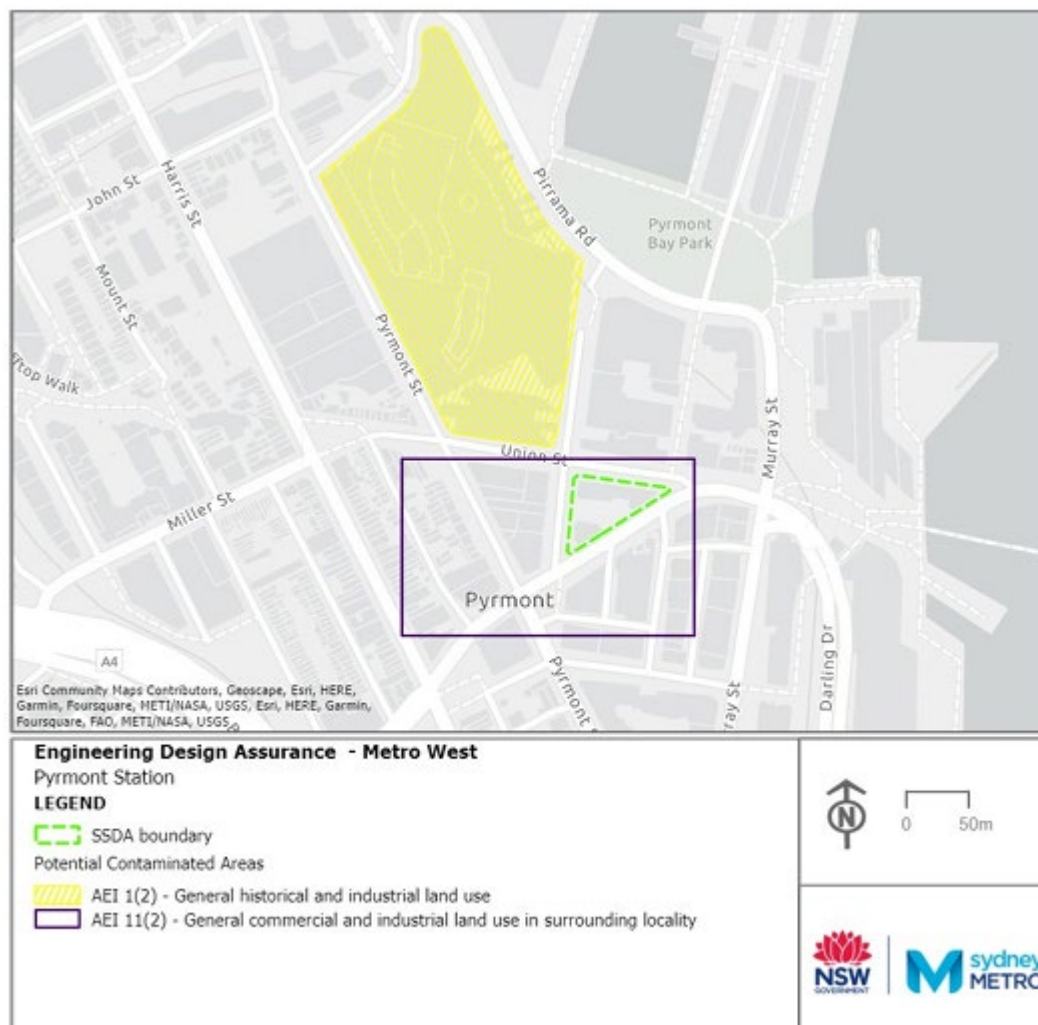 John St
Harris St
Mount St
fftop Walk
Pyrmont St
Pirrama Rd
Pyrmont
Bay Park
Union St
Murray St
Miller St
Pyrmont
A4
Pyrmont S
ray St
Darling Dr
Esri Community Maps Contributors, Geoscape, Esri, HERE,
Garmin, Foursquare, METI/NASA, USGS, Esri, HERE, Garmin,
Foursquare, FAO, METI/NASA, USGS
Engineering Design Assurance - Metro West
Pyrmont Station
LEGEND
SSDA boundary
Potential Contaminated Areas
AEI 1(2) - General historical and industrial land use
AEI 11(2) - General commercial and industrial land use in surrounding locality
N
0 50m
NSW
GOVERNMENT
sydney
METRO